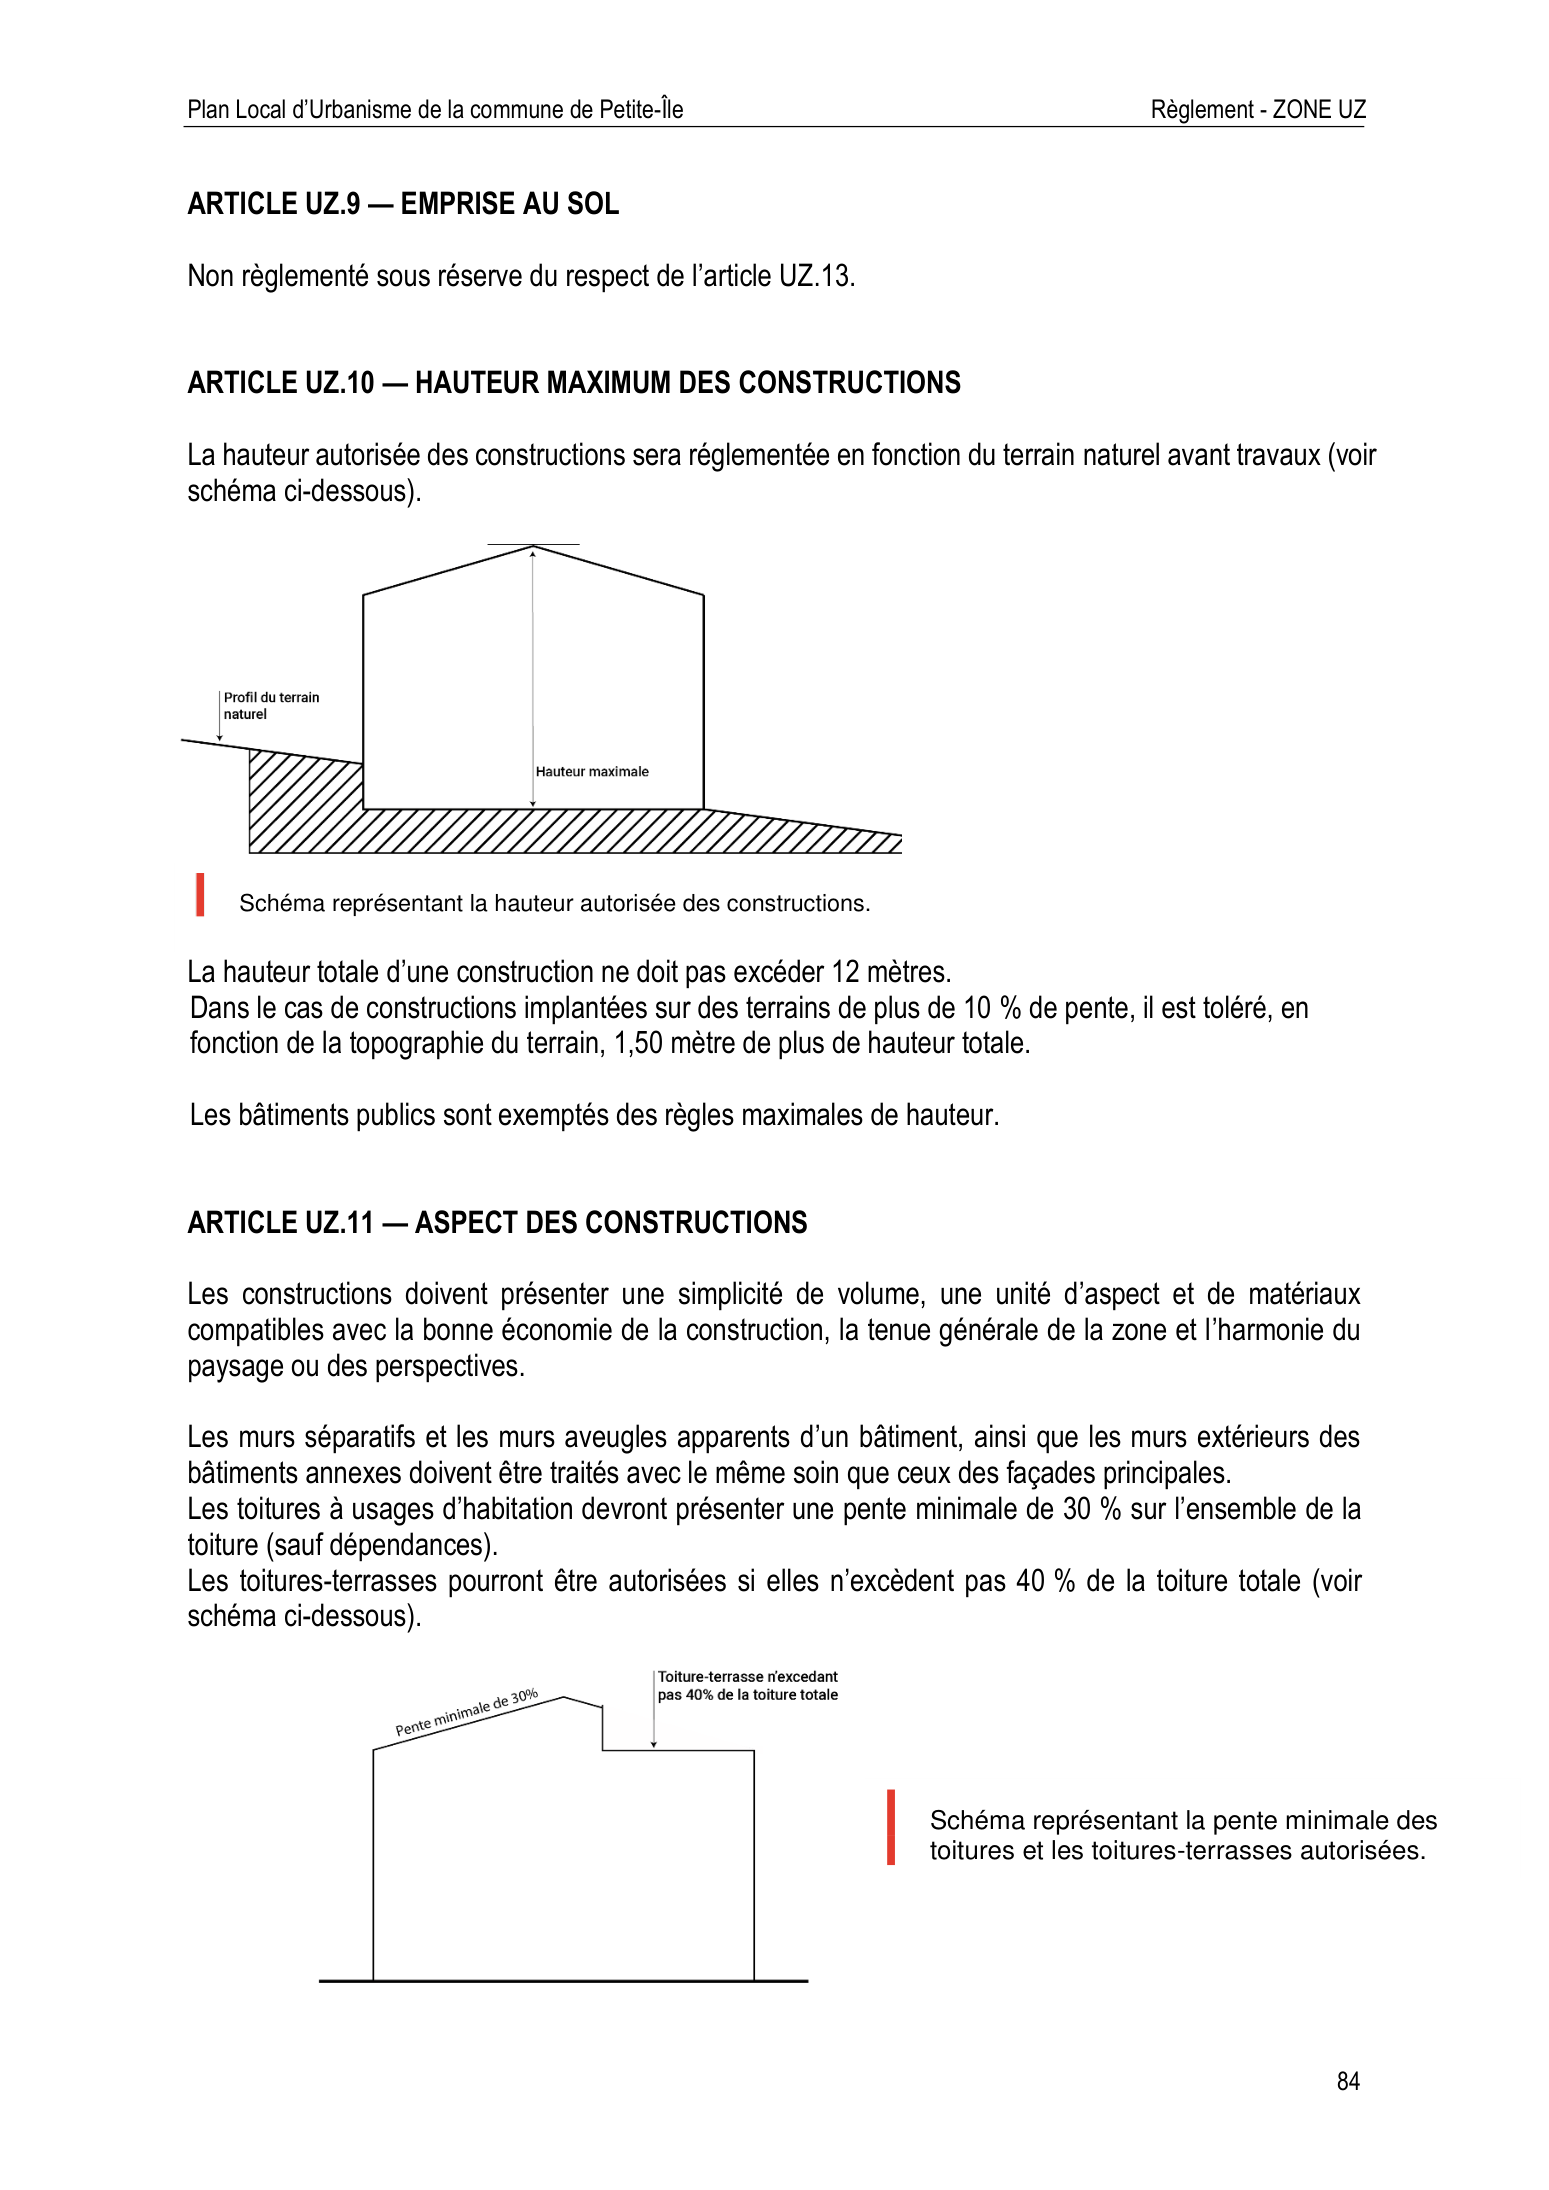 Plan Local d’Urbanisme de la commune de Petite-Île Règlement - ZONE UZ
ARTICLE UZ.9 — EMPRISE AU SOL
Non règlementé sous réserve du respect de l’article UZ.13.
ARTICLE UZ.10 — HAUTEUR MAXIMUM DES CONSTRUCTIONS
La hauteur autorisée des constructions sera réglementée en fonction du terrain naturel avant travaux (voir
schéma ci-dessous).
Profil du terrain
naturel
Hauteur maximale
Schéma représentant la hauteur autorisée des constructions.
La hauteur totale d’une construction ne doit pas excéder 12 mètres.
Dans le cas de constructions implantées sur des terrains de plus de 10 % de pente, il est toléré, en
fonction de la topographie du terrain, 1,50 mètre de plus de hauteur totale.
Les bâtiments publics sont exemptés des règles maximales de hauteur.
ARTICLE UZ.11 — ASPECT DES CONSTRUCTIONS
Les constructions doivent présenter une simplicité de volume, une unité d’aspect et de matériaux
compatibles avec la bonne économie de la construction, la tenue générale de la zone et l’harmonie du
paysage ou des perspectives.
Les murs séparatifs et les murs aveugles apparents d’un bâtiment, ainsi que les murs extérieurs des
bâtiments annexes doivent être traités avec le même soin que ceux des façades principales.
Les toitures à usages d’habitation devront présenter une pente minimale de 30 % sur l’ensemble de la
toiture (sauf dépendances).
Les toitures-terrasses pourront être autorisées si elles n’excèdent pas 40 % de la toiture totale (voir
schéma ci-dessous).
Toiture-terrasse n’excedant
pas 40% de la toiture totale
Pente minimale de 30%
Schéma représentant la pente minimale des
toitures et les toitures-terrasses autorisées.
84